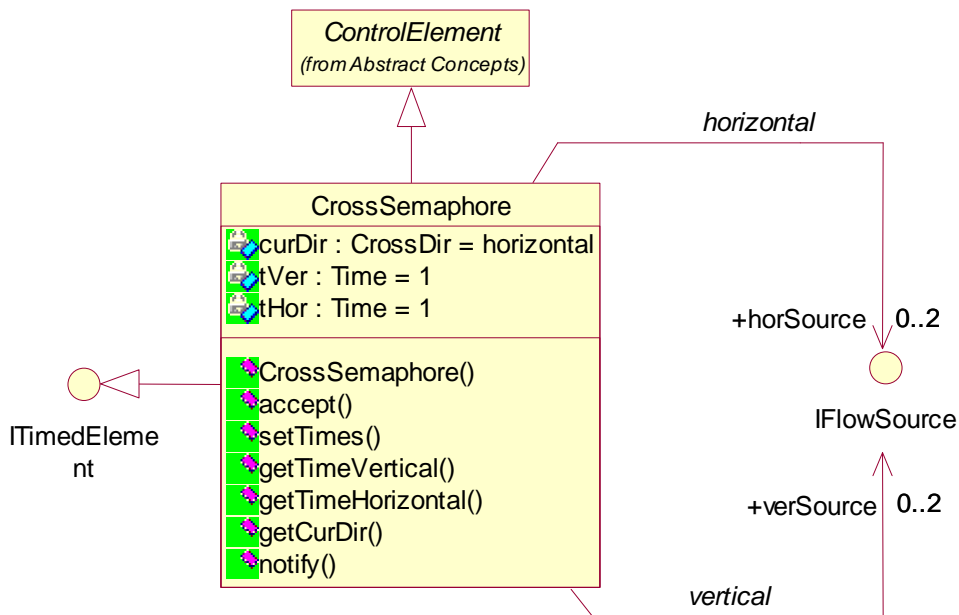 ControlElement
(from Abstract Concepts)
horizontal
CrossSemaphore
curDir : CrossDir = horizontal
tVer : Time = 1
tHor : Time = 1
+horSource 0..2
CrossSemaphore()
accept()
setTimes()
getTimeVertical()
getTimeHorizontal()
getCurDir()
notify()
ITimedEleme
nt
IFlowSource
+verSource 0..2
vertical